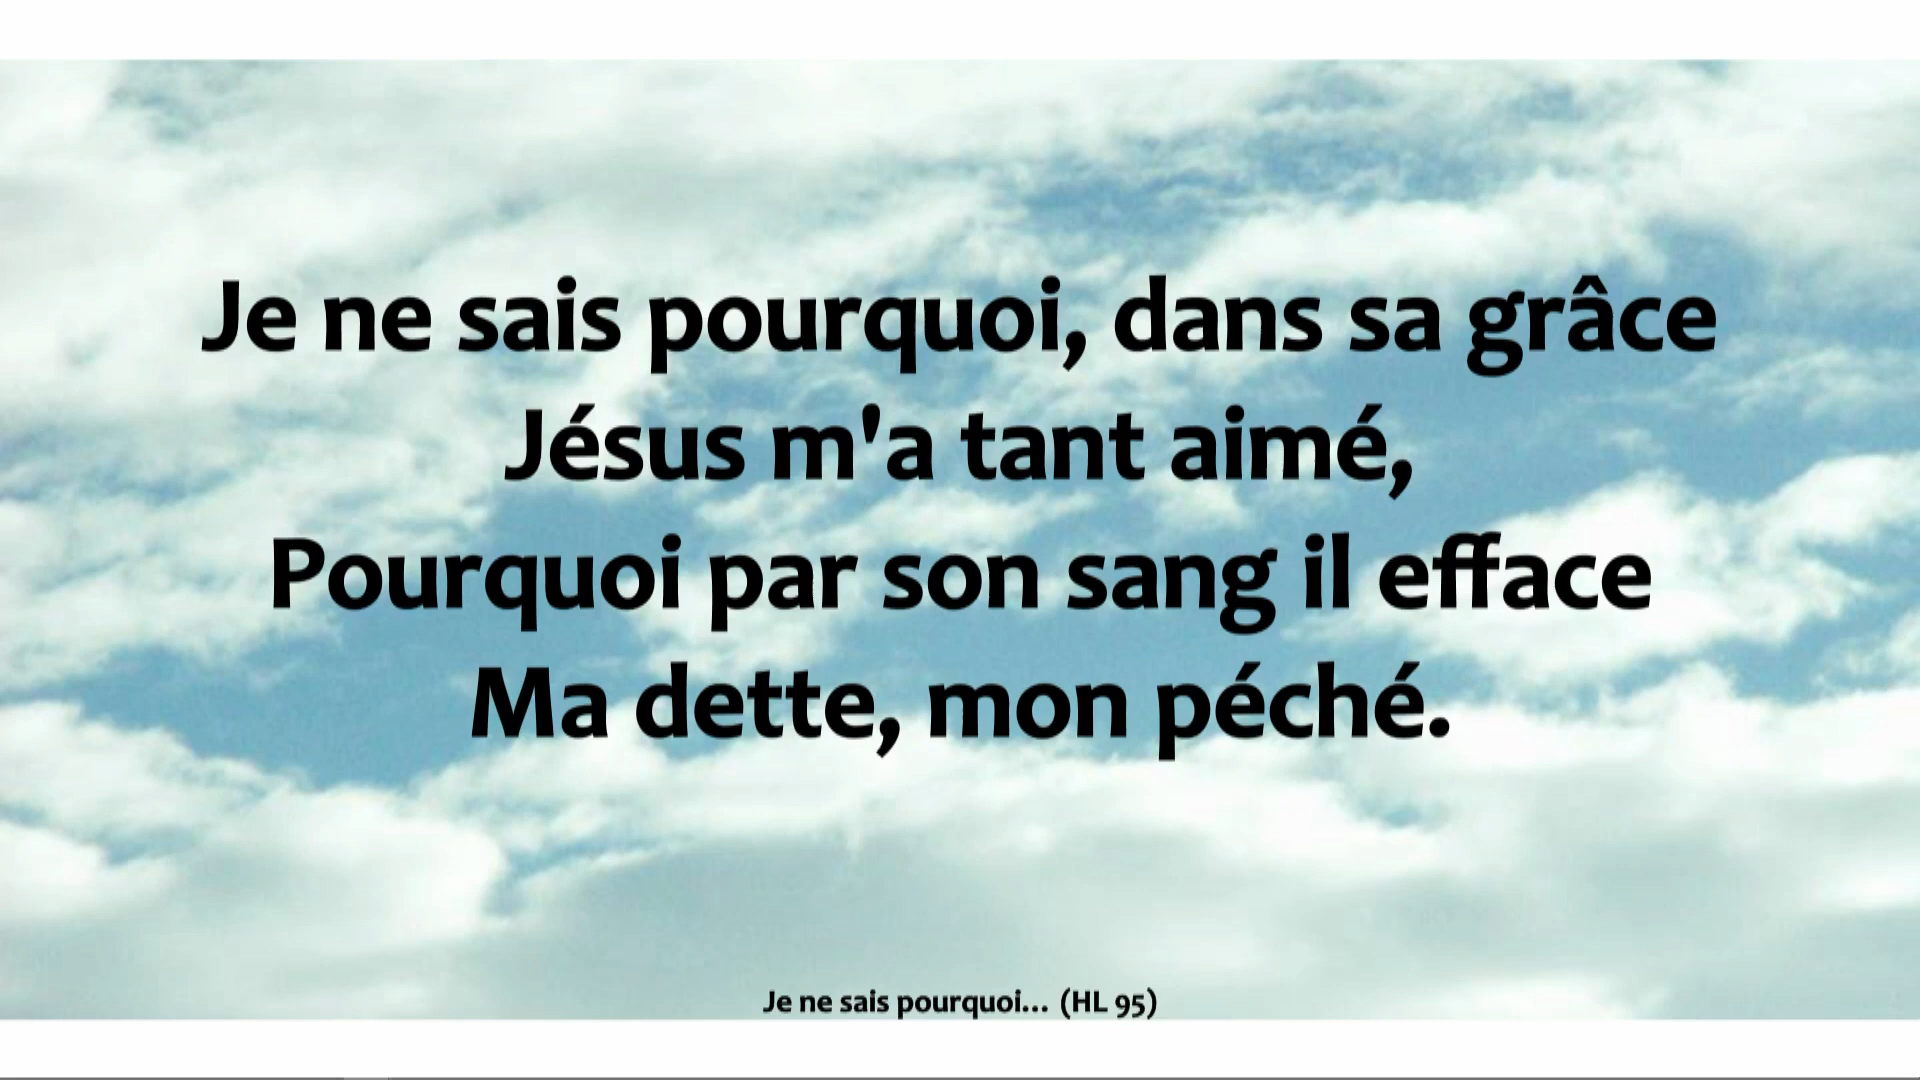 Je ne sais pourquoi, dans sa grâce
Jésus m'a tant aimé,
Pourquoi par son sang il efface
Ma dette, mon péché.
Je ne sais pourquoi... (HL 95)